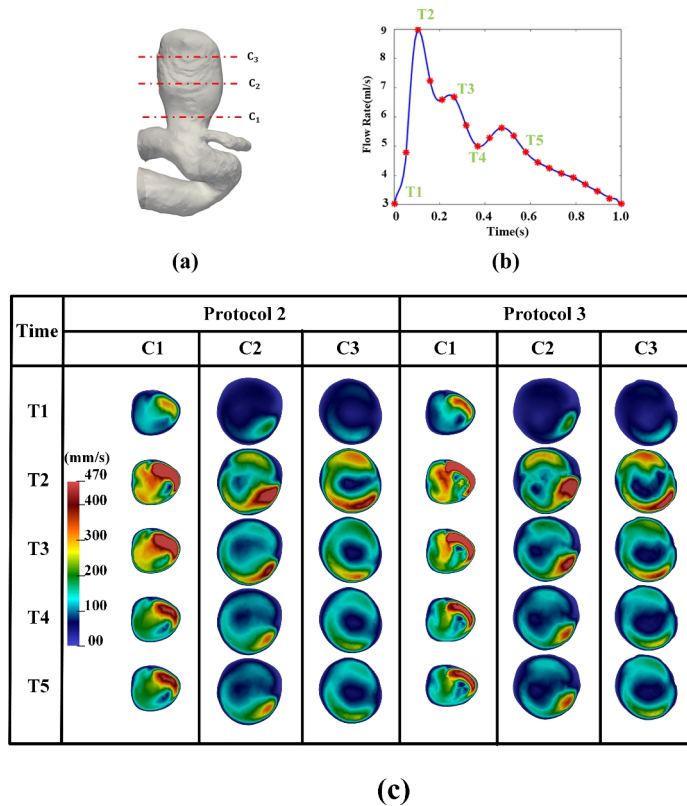 C3
C2
C1
(a)
Flow Rate(ml/s)
9
8
7
6
5
4
3
T1
T2
T3
T4
T5
0
0.2
0.4
0.6
0.8
1.0
Time(s)
(b)
Time
Protocol 2
Protocol 3
C1
C2
C3
C1
C2
C3
T1
T2
T3
T4
T5
(mm/s)
470
400
300
200
100
00
(c)